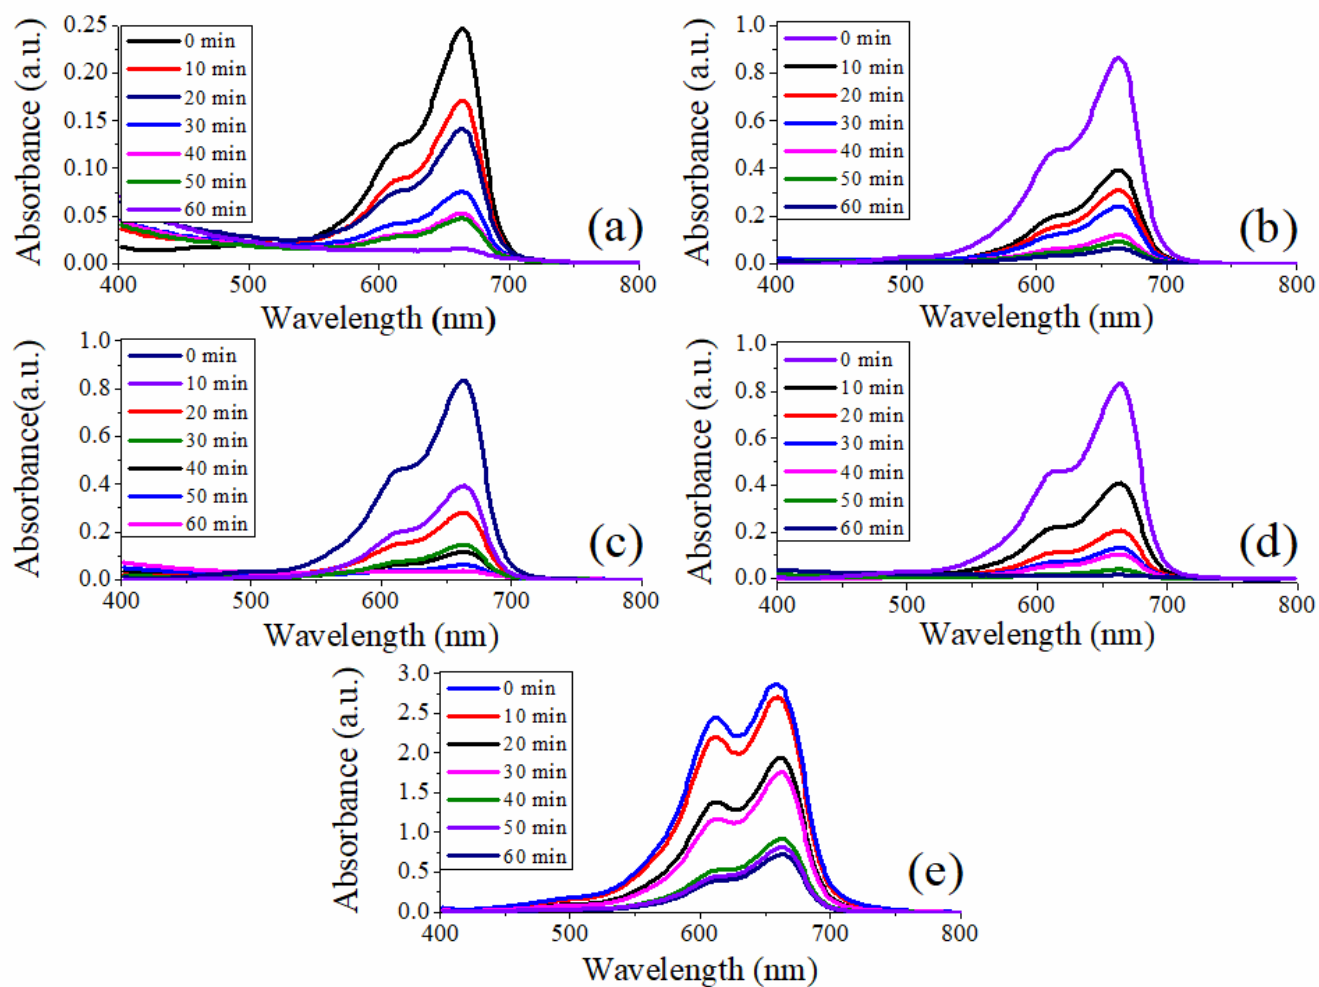 Absorbance (a.u.)
0.25
0.20
0.15
0.10
0.05
0.00
0 min
10 min
20 min
30 min
40 min
50 min
60 min
(a)
400 500 600 700 800
Wavelength (nm)
Absorbance (a.u.)
1.0
0.8
0.6
0.4
0.2
0.0
0 min
10 min
20 min
30 min
40 min
50 min
60 min
(b)
400 500 600 700 800
Wavelength (nm)
Absorbance(a.u.)
1.0
0.8
0.6
0.4
0.2
0.0
0 min
10 min
20 min
30 min
40 min
50 min
60 min
(c)
400 500 600 700 800
Wavelength (nm)
Absorbance (a.u.)
1.0
0.8
0.6
0.4
0.2
0.0
0 min
10 min
20 min
30 min
40 min
50 min
60 min
(d)
400 500 600 700 800
Wavelength (nm)
Absorbance (a.u.)
3.0
2.5
2.0
1.5
1.0
0.5
0.0
0 min
10 min
20 min
30 min
40 min
50 min
60 min
(e)
400 500 600 700 800
Wavelength (nm)